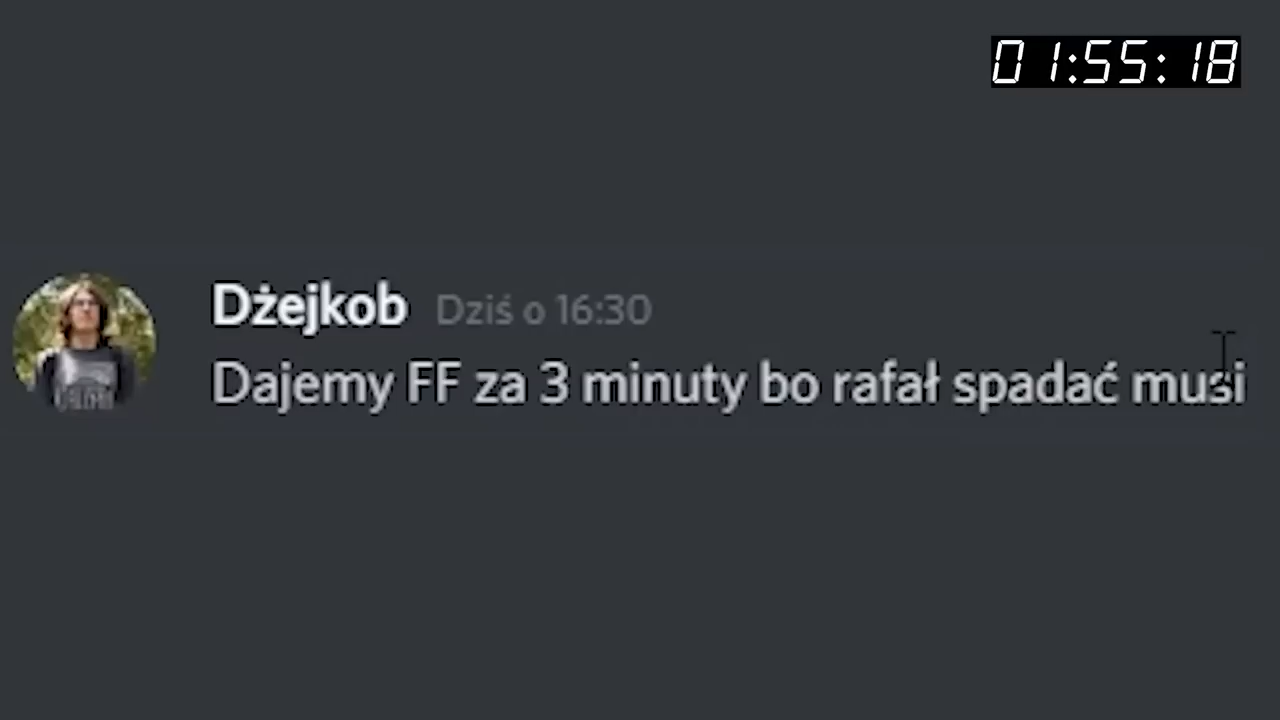 01:55:18
Dżejkob Dziś o 16:30
Dajemy FF za 3 minuty bo rafał spadać musi